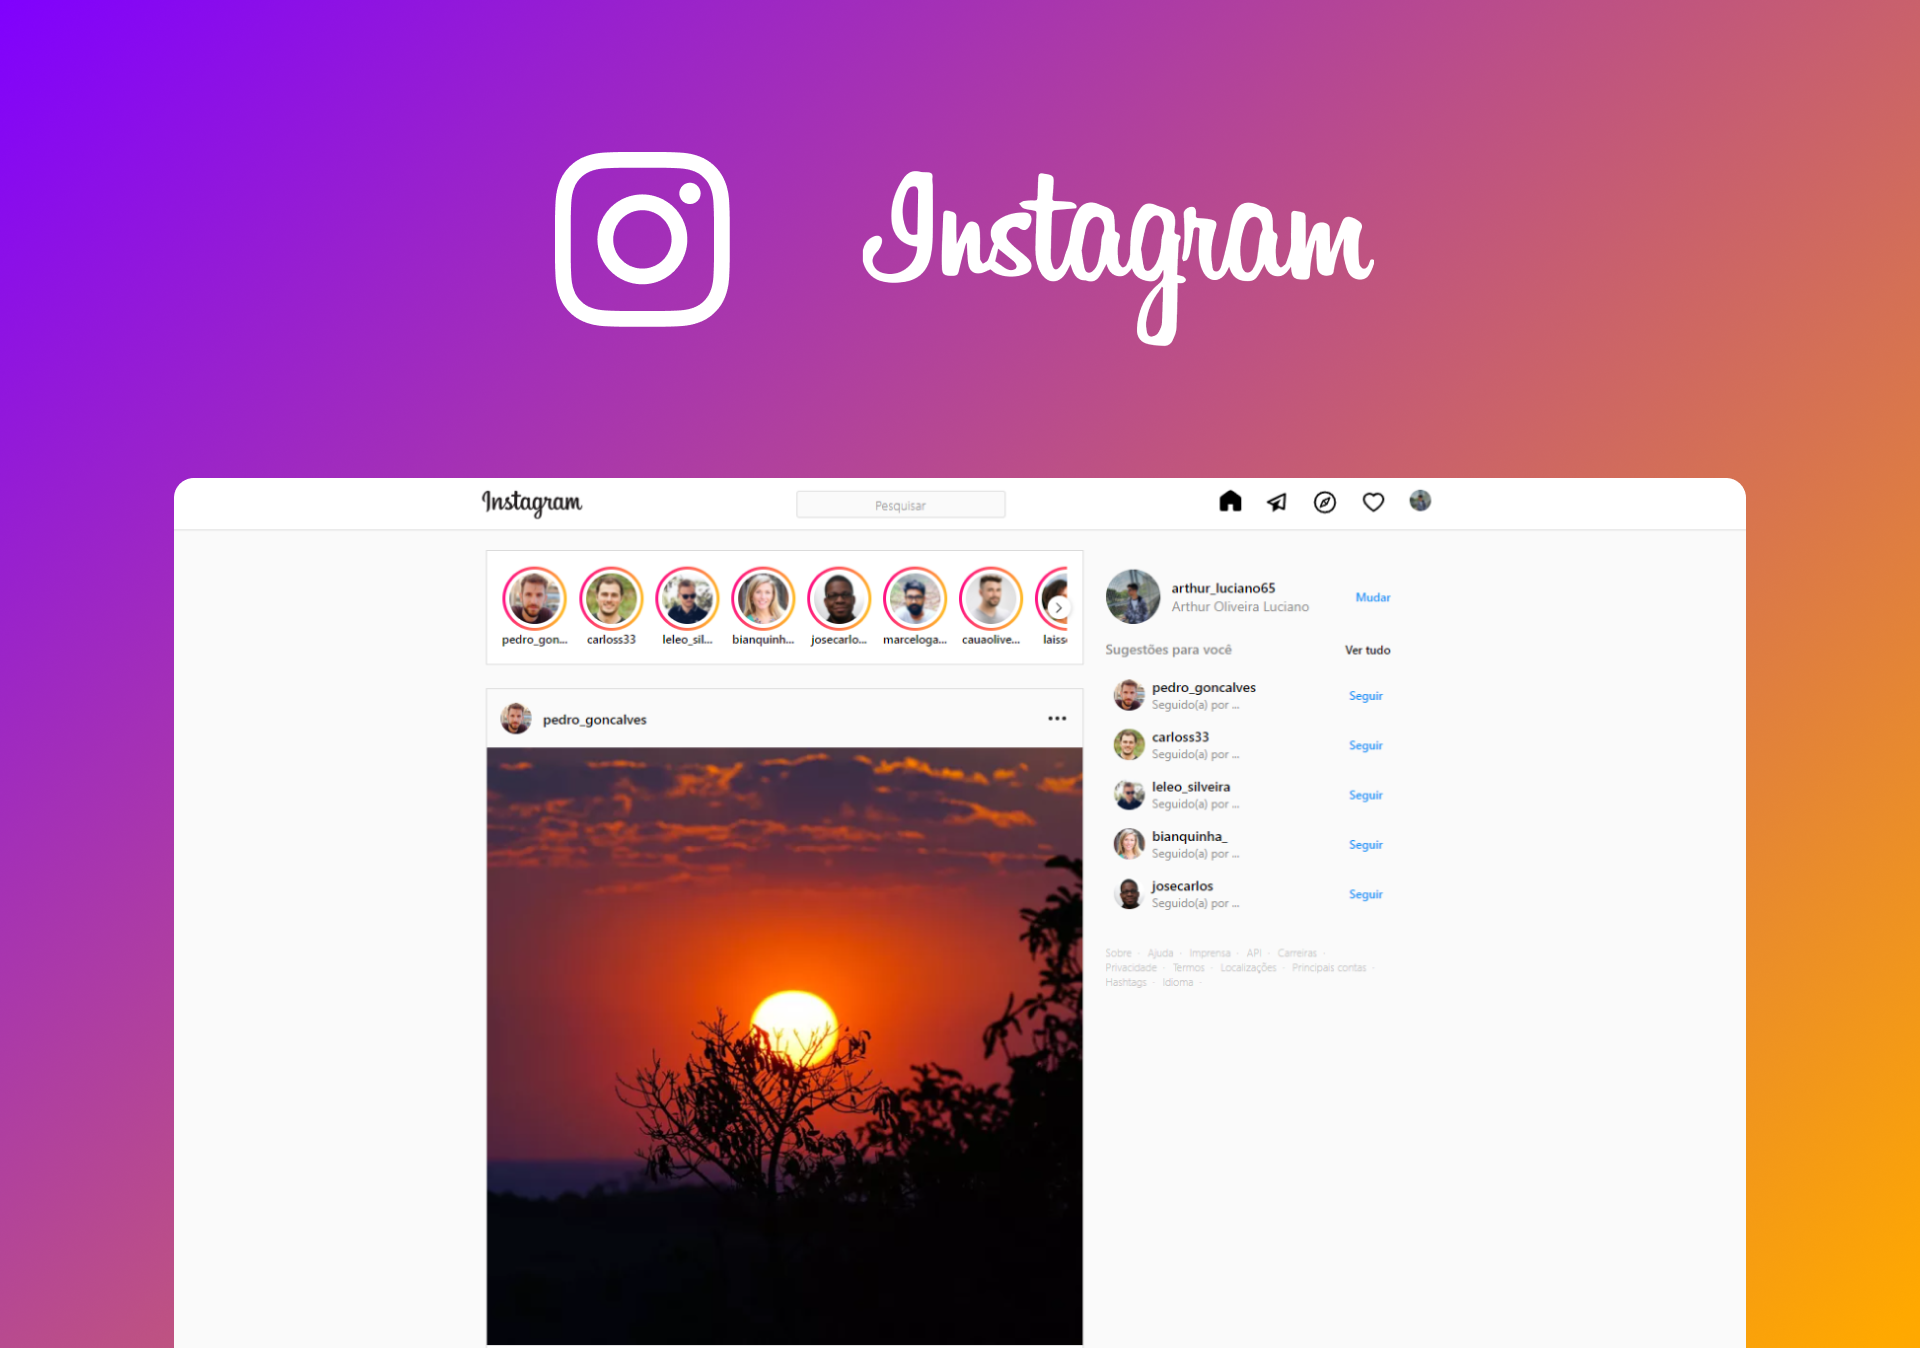 Instagram
Instagram
Pesquisar
pedro_gon... carloss33 leleo_sil... bianquinh... josecarlo... marceloga... cauaolive... laiss
pedro_goncalves
arthur_luciano65
Arthur Oliveira Luciano
Mudar
Sugestões para você
Ver tudo
pedro_goncalves
Seguido(a) por ...
Seguir
carloss33
Seguido(a) por ...
Seguir
leleo_silveira
Seguido(a) por ...
Seguir
bianquinha_
Seguido(a) por ...
Seguir
josecarlos
Seguido(a) por ...
Seguir
Sobre · Ajuda · Imprensa · API · Carreiras ·
Privacidade · Termos · Localizações · Principais contas ·
Hashtags · Idioma ·